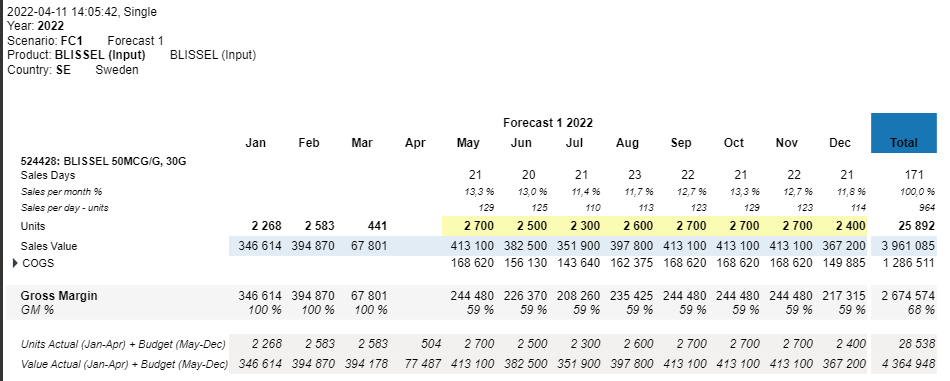 2022-04-11 14:05:42, Single
Year: 2022
Scenario: FC1 Forecast 1
Product: BLISSEL (Input) BLISSEL (Input)
Country: SE Sweden
Forecast 1 2022
Jan Feb Mar Apr May Jun Jul Aug Sep Oct Nov Dec Total
524428: BLISSEL 50MCG/G, 30G
Sales Days 21 20 21 23 22 21 22 21 171
Sales per month % 13,3 % 13,0 % 11,4 % 11,7 % 12,7 % 13,3 % 12,7 % 11,8 % 100,0 %
Sales per day - units 129 125 110 113 123 129 123 114 964
Units 2 268 2 583 441 2 700 2 500 2 300 2 600 2 700 2 700 2 700 2 400 25 892
Sales Value 346 614 394 870 67 801 413 100 382 500 351 900 397 800 413 100 413 100 413 100 367 200 3 961 085
COGS 168 620 156 130 143 640 162 375 168 620 168 620 168 620 149 885 1 286 511
Gross Margin 346 614 394 870 67 801 244 480 226 370 208 260 235 425 244 480 244 480 244 480 217 315 2 674 574
GM % 100 % 100 % 100 % 59 % 59 % 59 % 59 % 59 % 59 % 59 % 59 % 68 %
Units Actual (Jan-Apr) + Budget (May-Dec) 2 268 2 583 2 583 504 2 700 2 500 2 300 2 600 2 700 2 700 2 700 2 400 28 538
Value Actual (Jan-Apr) + Budget (May-Dec) 346 614 394 870 394 178 77 487 413 100 382 500 351 900 397 800 413 100 413 100 413 100 367 200 4 364 948